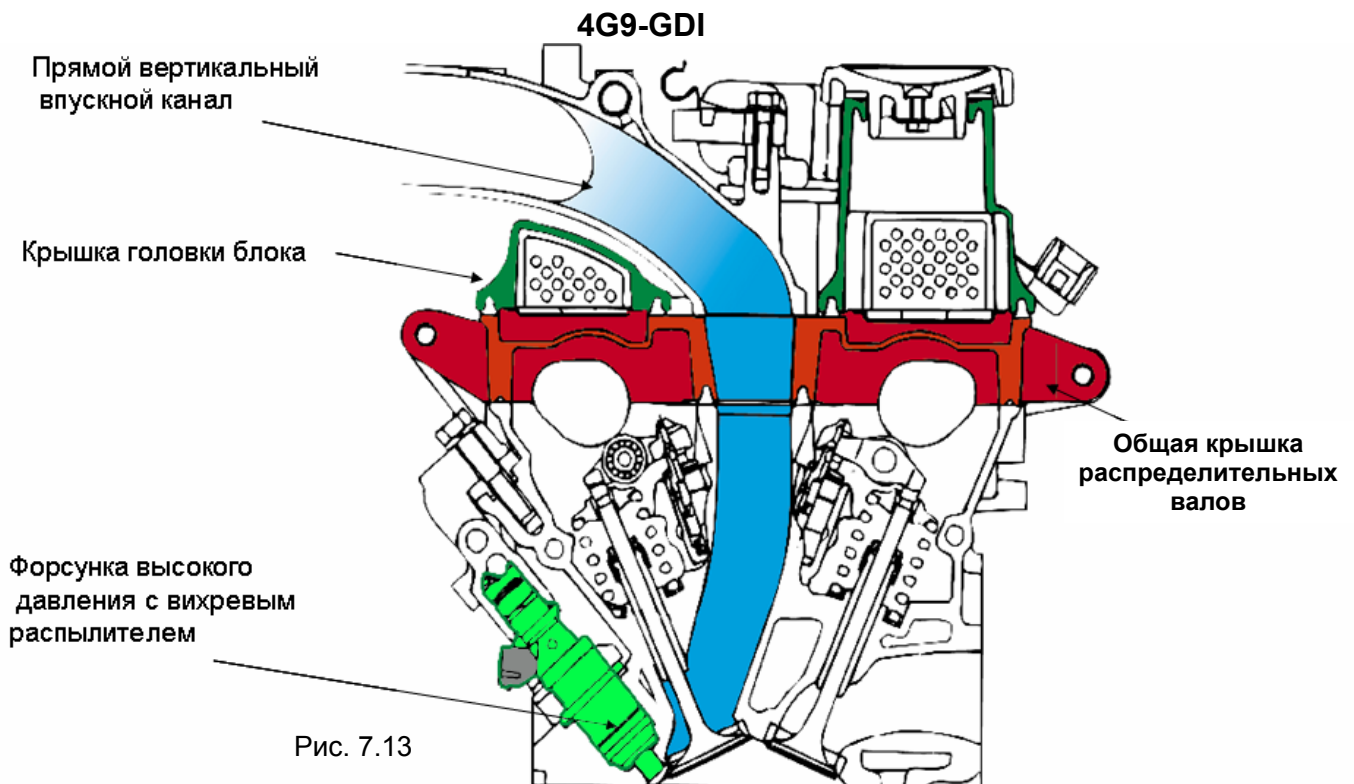 4G9-GDI
Прямой вертикальный
впускной канал
Крышка головки блока
Общая крышка
распределительных
валов
Форсунка высокого
давления с вихревым
распылителем
Рис. 7.13